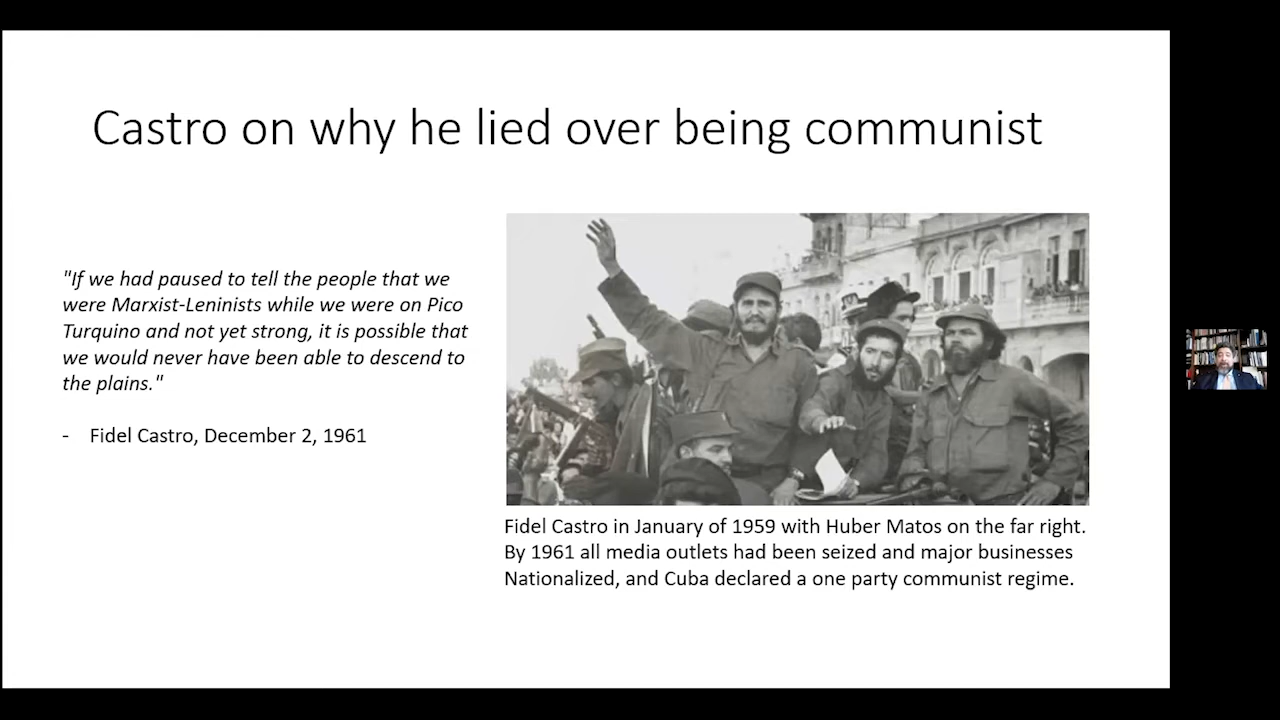 Castro on why he lied over being communist
"If we had paused to tell the people that we
were Marxist-Leninists while we were on Pico
Turquino and not yet strong, it is possible that
we would never have been able to descend to
the plains."
- Fidel Castro, December 2, 1961
Fidel Castro in January of 1959 with Huber Matos on the far right.
By 1961 all media outlets had been seized and major businesses
Nationalized, and Cuba declared a one party communist regime.